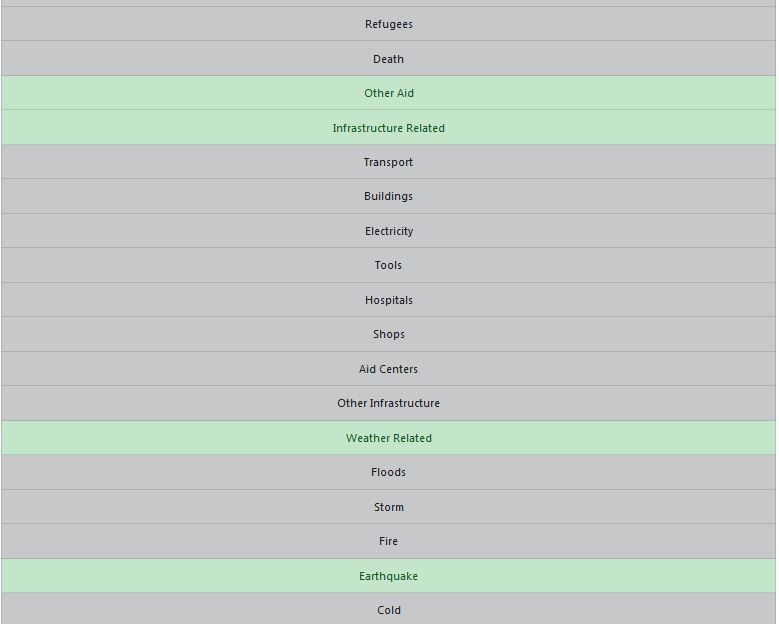 Refugees
Death
Other Aid
Infrastructure Related
Transport
Buildings
Electricity
Tools
Hospitals
Shops
Aid Centers
Other Infrastructure
Weather Related
Floods
Storm
Fire
Earthquake
Cold